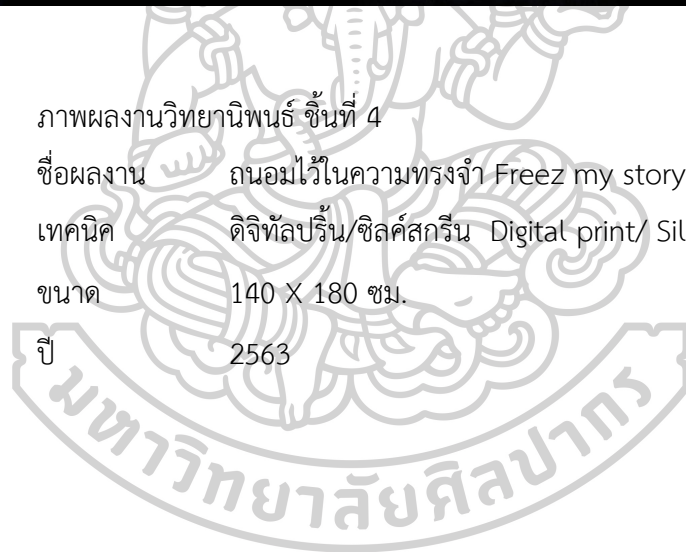 ภาพผลงานวิทยานิพนธ์ ชิ้นที่ 4
ชื่อผลงาน ถนอมไว้ในความทรงจำ Freez my story
เทคนิค ดิจิทัลปริ้น/ซิลค์สกรีน Digital print/ Sil
ขนาด 140 X 180 ซม.
ปี 2563
มหาวิทยาลัยศิลปากร